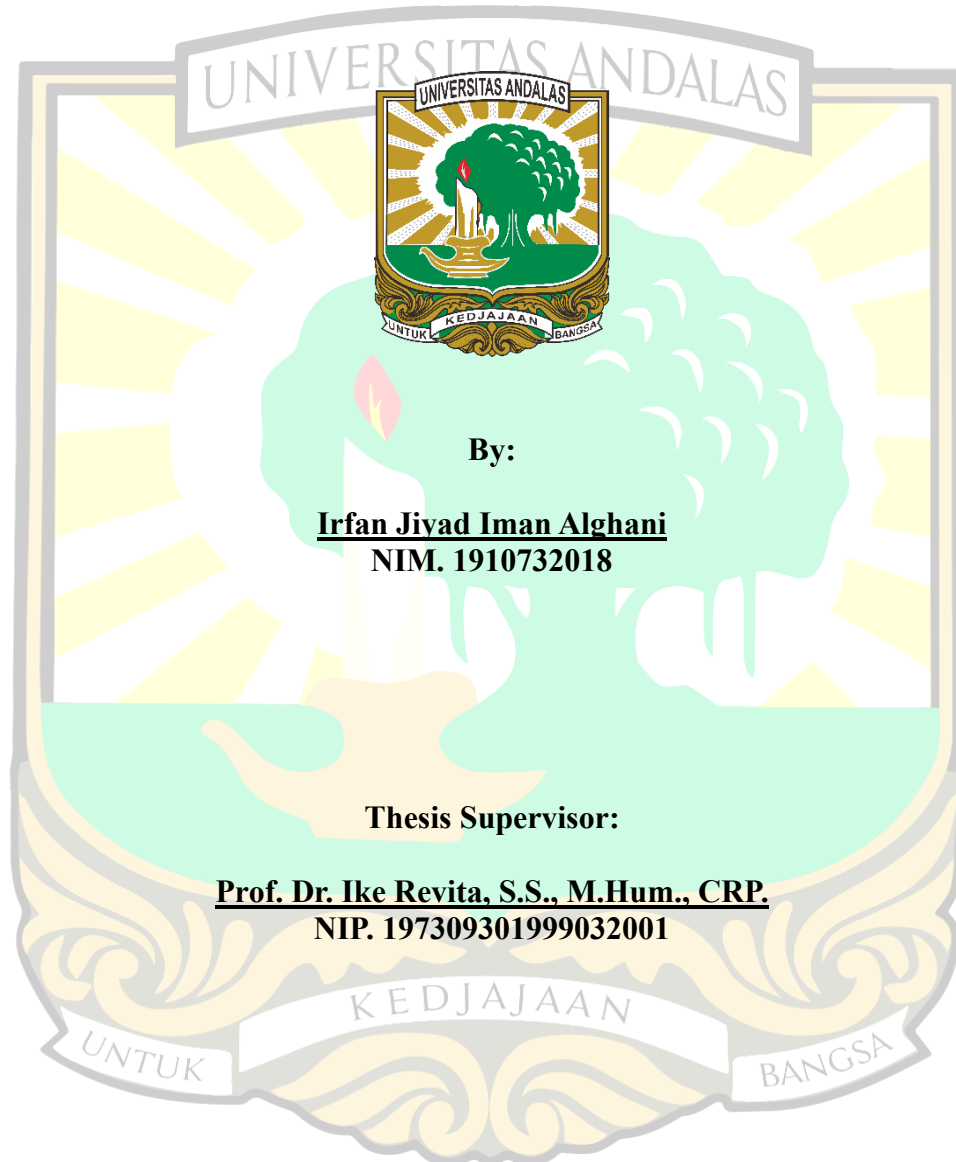 UNIVERSITAS ANDALAS
UNIVERSITAS ANDALAS
UNTUK KEDJAJAAN BANGSA
By:
Irfan Jiyad Iman Alghani
NIM. 1910732018
Thesis Supervisor:
Prof. Dr. Ike Revita, S.S., M.Hum., CRP.
NIP. 197309301999032001
UNTUK KEDJAJAAN BANGSA